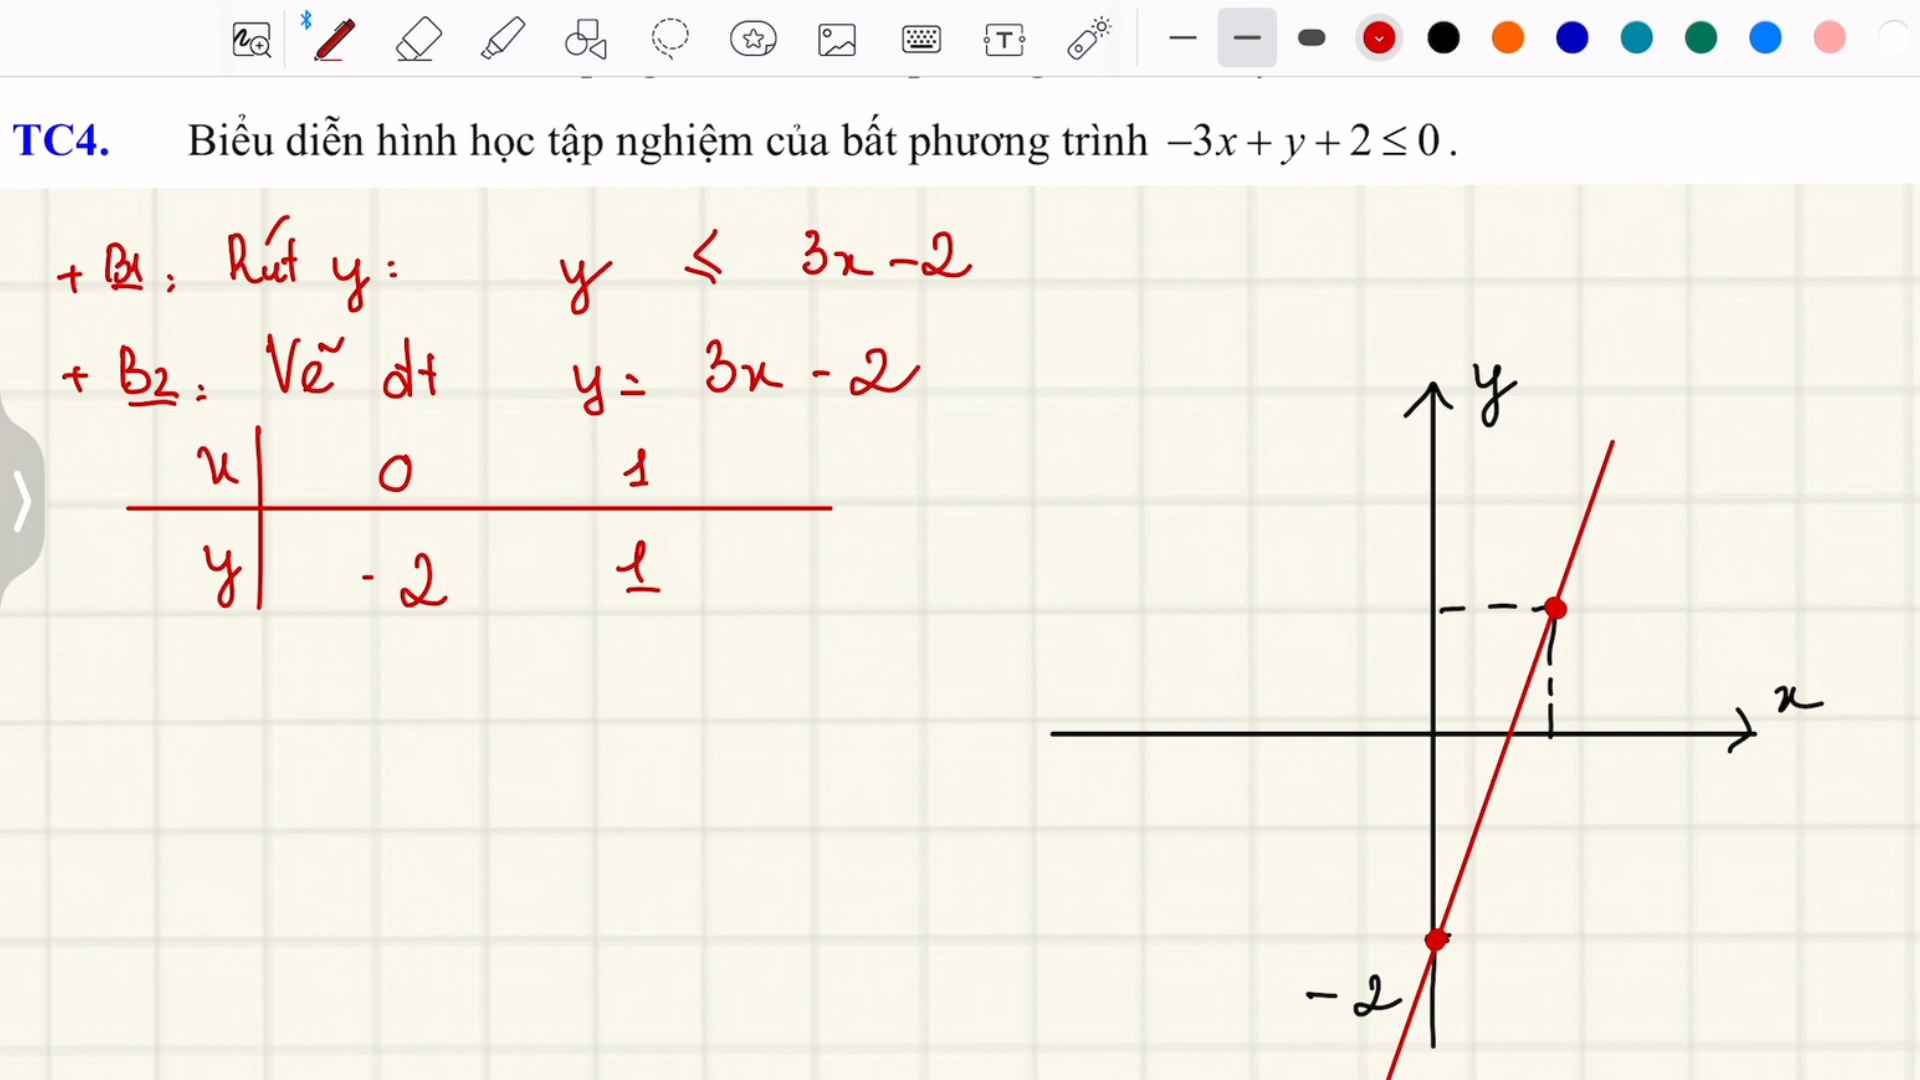 TC4. Biểu diễn hình học tập nghiệm của bất phương trình −3x + y + 2 ≤ 0.
+ B1: Rút y: y ≤ 3x − 2
+ B2: Vẽ đt y = 3x - 2
x 0 1
y -2 1
y
x
-2